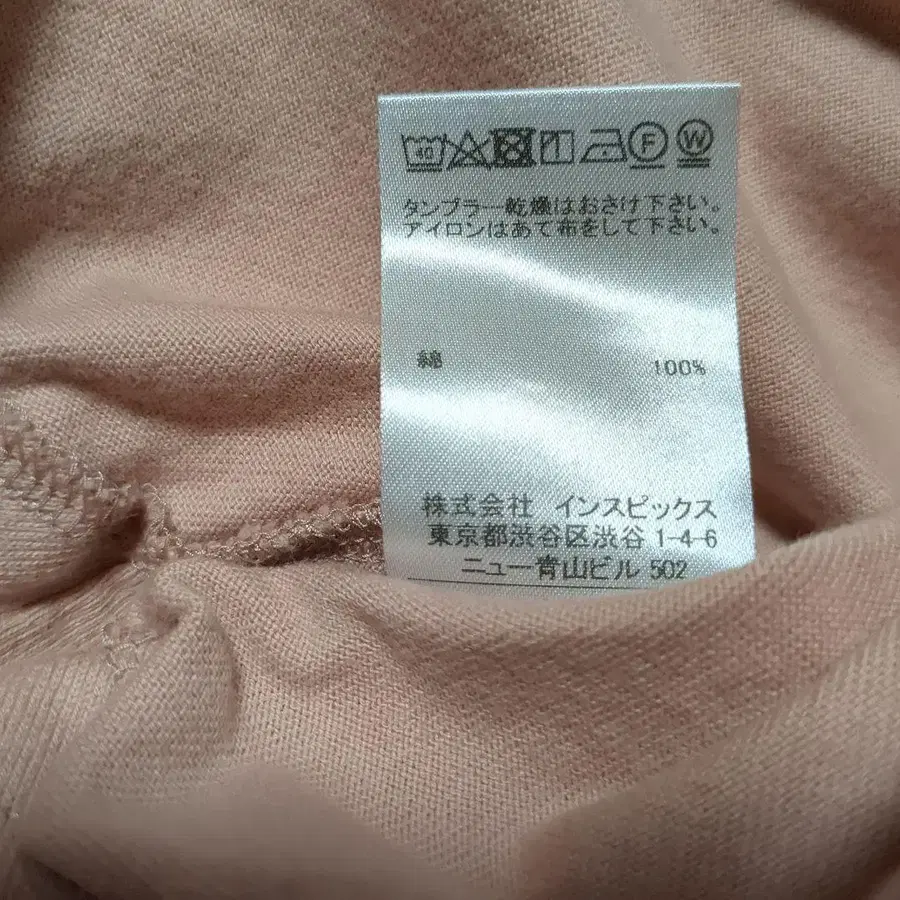 40 F W
タンブラー乾燥はおさけ下さい。
アイロンはあて布をして下さい。
綿 100%
株式会社 インスピックス
東京都渋谷区渋谷 1-4-6
ニュー青山ビル 502